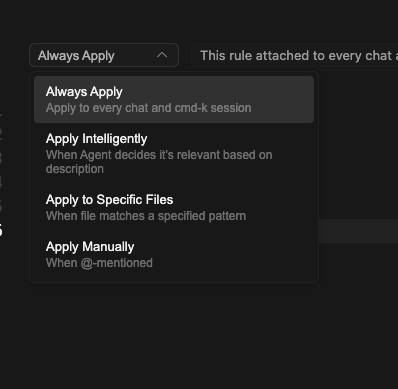 Always Apply
This rule attached to every chat
Always Apply
Apply to every chat and cmd-k session
Apply Intelligently
When Agent decides it's relevant based on
description
Apply to Specific Files
When file matches a specified pattern
Apply Manually
When @-mentioned